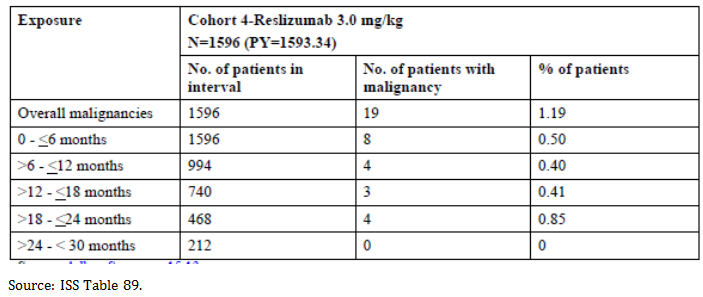 Exposure Cohort 4-Reslizumab 3.0 mg/kg
N=1596 (PY=1593.34)
No. of patients in interval No. of patients with malignancy % of patients
Overall malignancies 1596 19 1.19
0 - ≤6 months 1596 8 0.50
>6 - ≤12 months 994 4 0.40
>12 - ≤18 months 740 3 0.41
>18 - ≤24 months 468 4 0.85
>24 - < 30 months 212 0 0
Source: ISS Table 89.